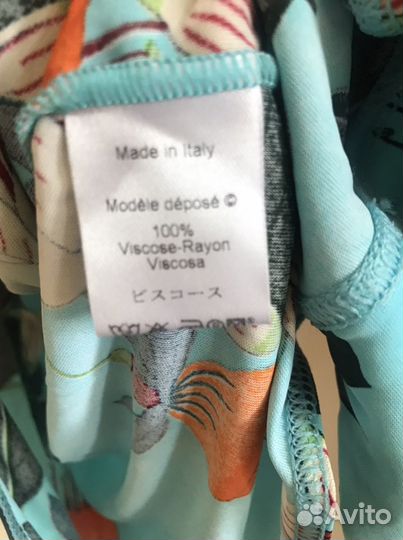 Made in Italy
Modèle déposé ©
100%
Viscose-Rayon
Viscosa
ビスコース
Avito